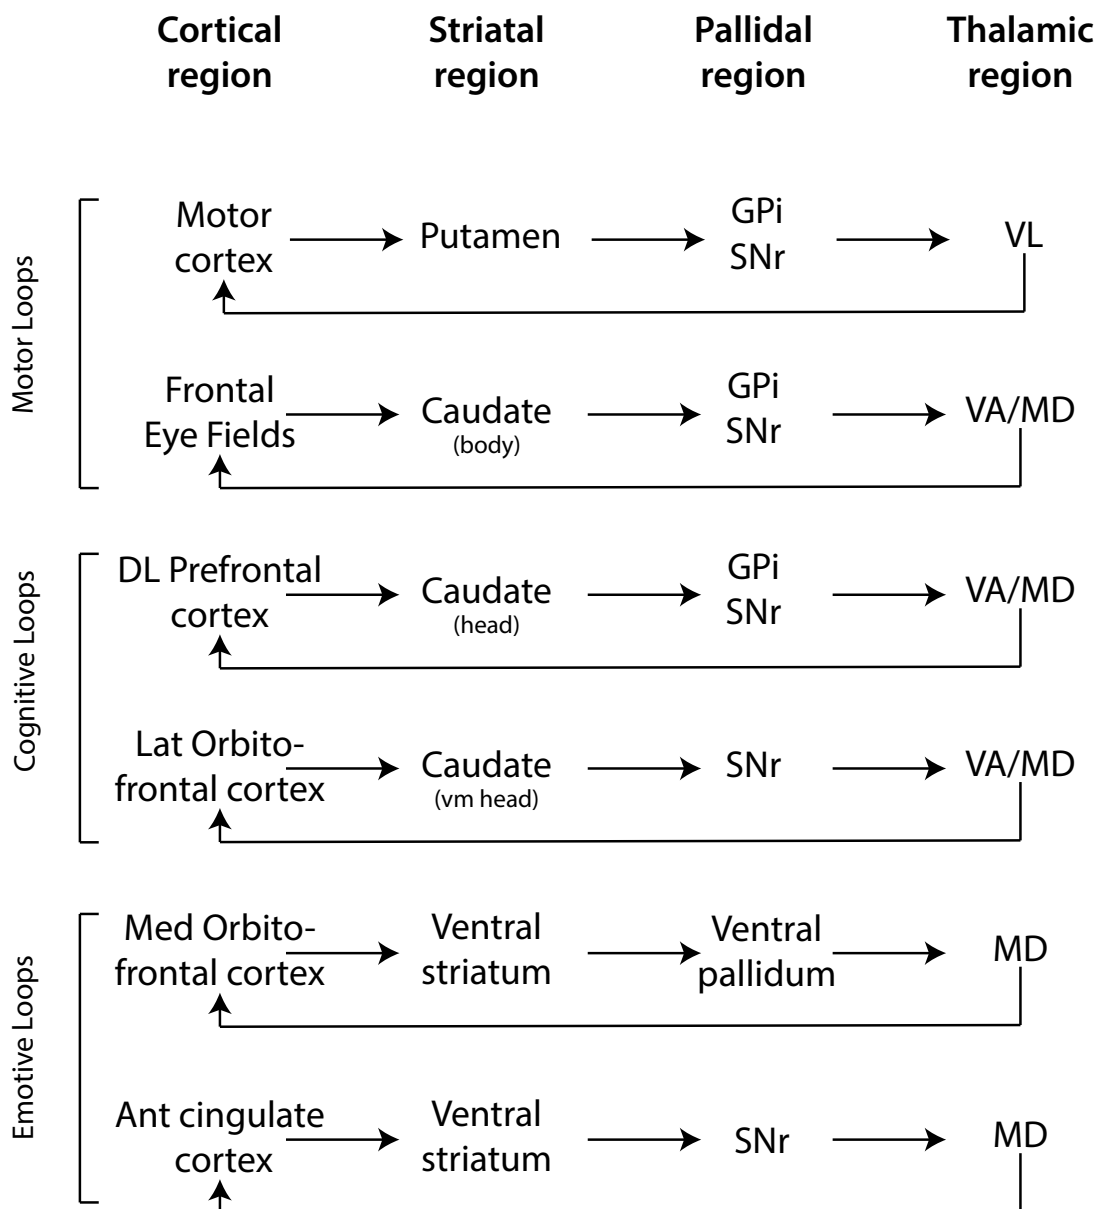 Cortical region
Striatal region
Pallidal region
Thalamic region
Motor Loops
Motor
cortex
Putamen
GPi
SNr
VL
Frontal
Eye Fields
Caudate
(body)
GPi
SNr
VA/MD
Cognitive Loops
DL Prefrontal
cortex
Caudate
(head)
GPi
SNr
VA/MD
Lat Orbito-
frontal cortex
Caudate
(vm head)
SNr
VA/MD
Emotive Loops
Med Orbito-
frontal cortex
Ventral
striatum
Ventral
pallidum
MD
Ant cingulate
cortex
Ventral
striatum
SNr
MD